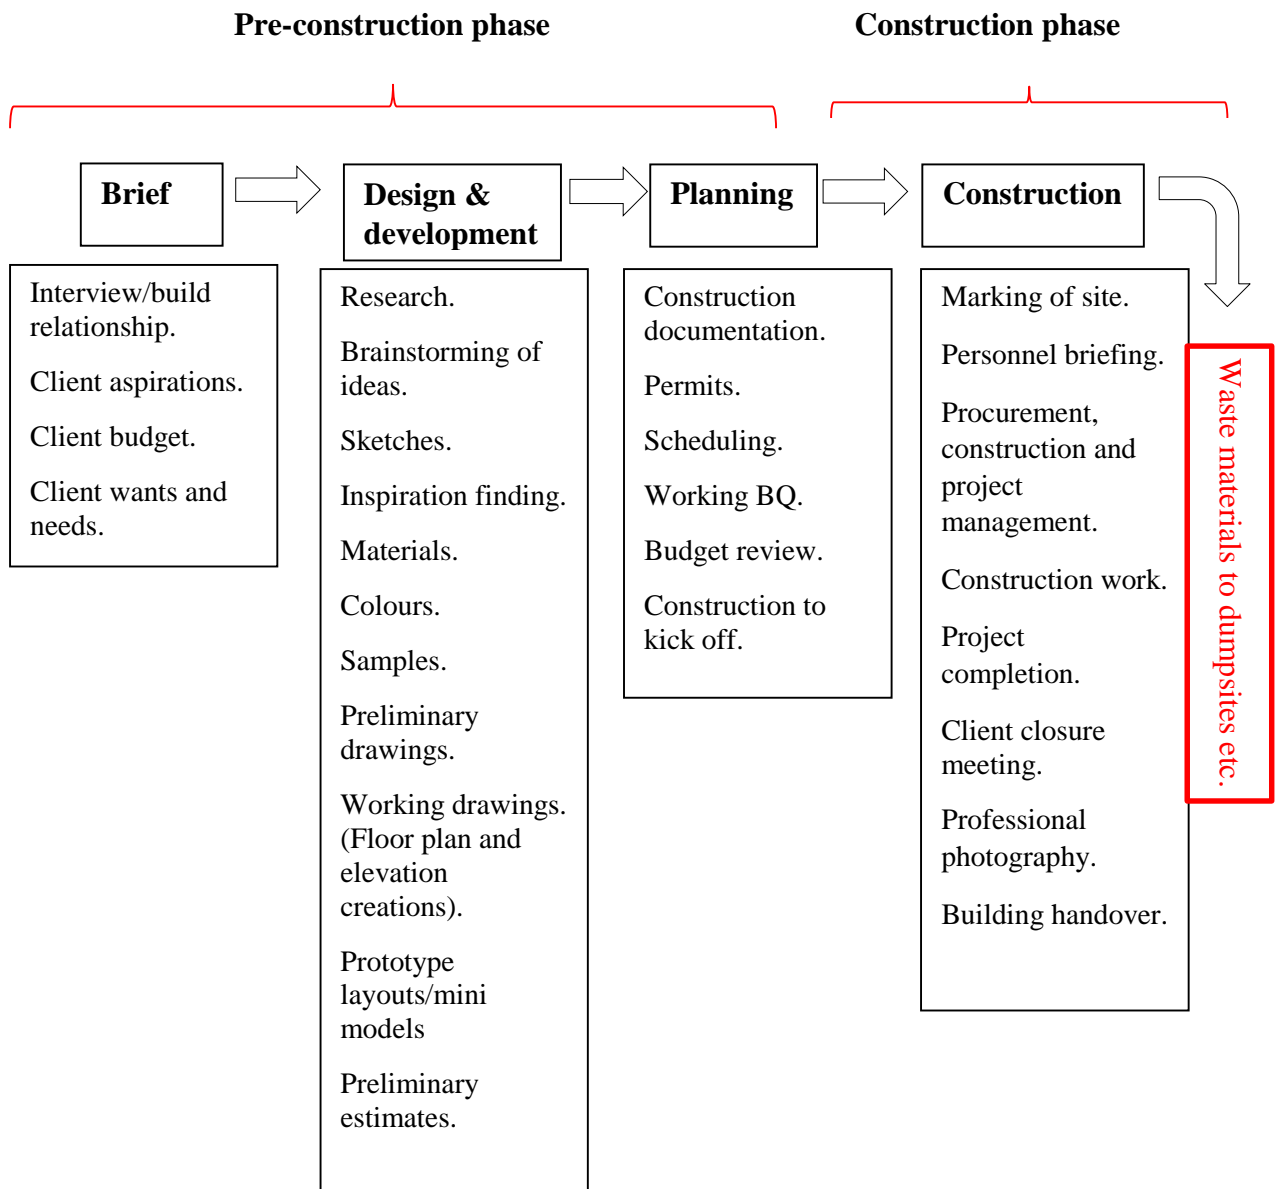 Pre-construction phase
Construction phase
Brief
Interview/build
relationship.
Client aspirations.
Client budget.
Client wants and
needs.
Design &
development
Research.
Brainstorming of
ideas.
Sketches.
Inspiration finding.
Materials.
Colours.
Samples.
Preliminary
drawings.
Working drawings.
(Floor plan and
elevation
creations).
Prototype
layouts/mini
models
Preliminary
estimates.
Planning
Construction
documentation.
Permits.
Scheduling.
Working BQ.
Budget review.
Construction to
kick off.
Construction
Marking of site.
Personnel briefing.
Procurement,
construction and
project
management.
Construction work.
Project
completion.
Client closure
meeting.
Professional
photography.
Building handover.
Waste materials to dumpsites etc.